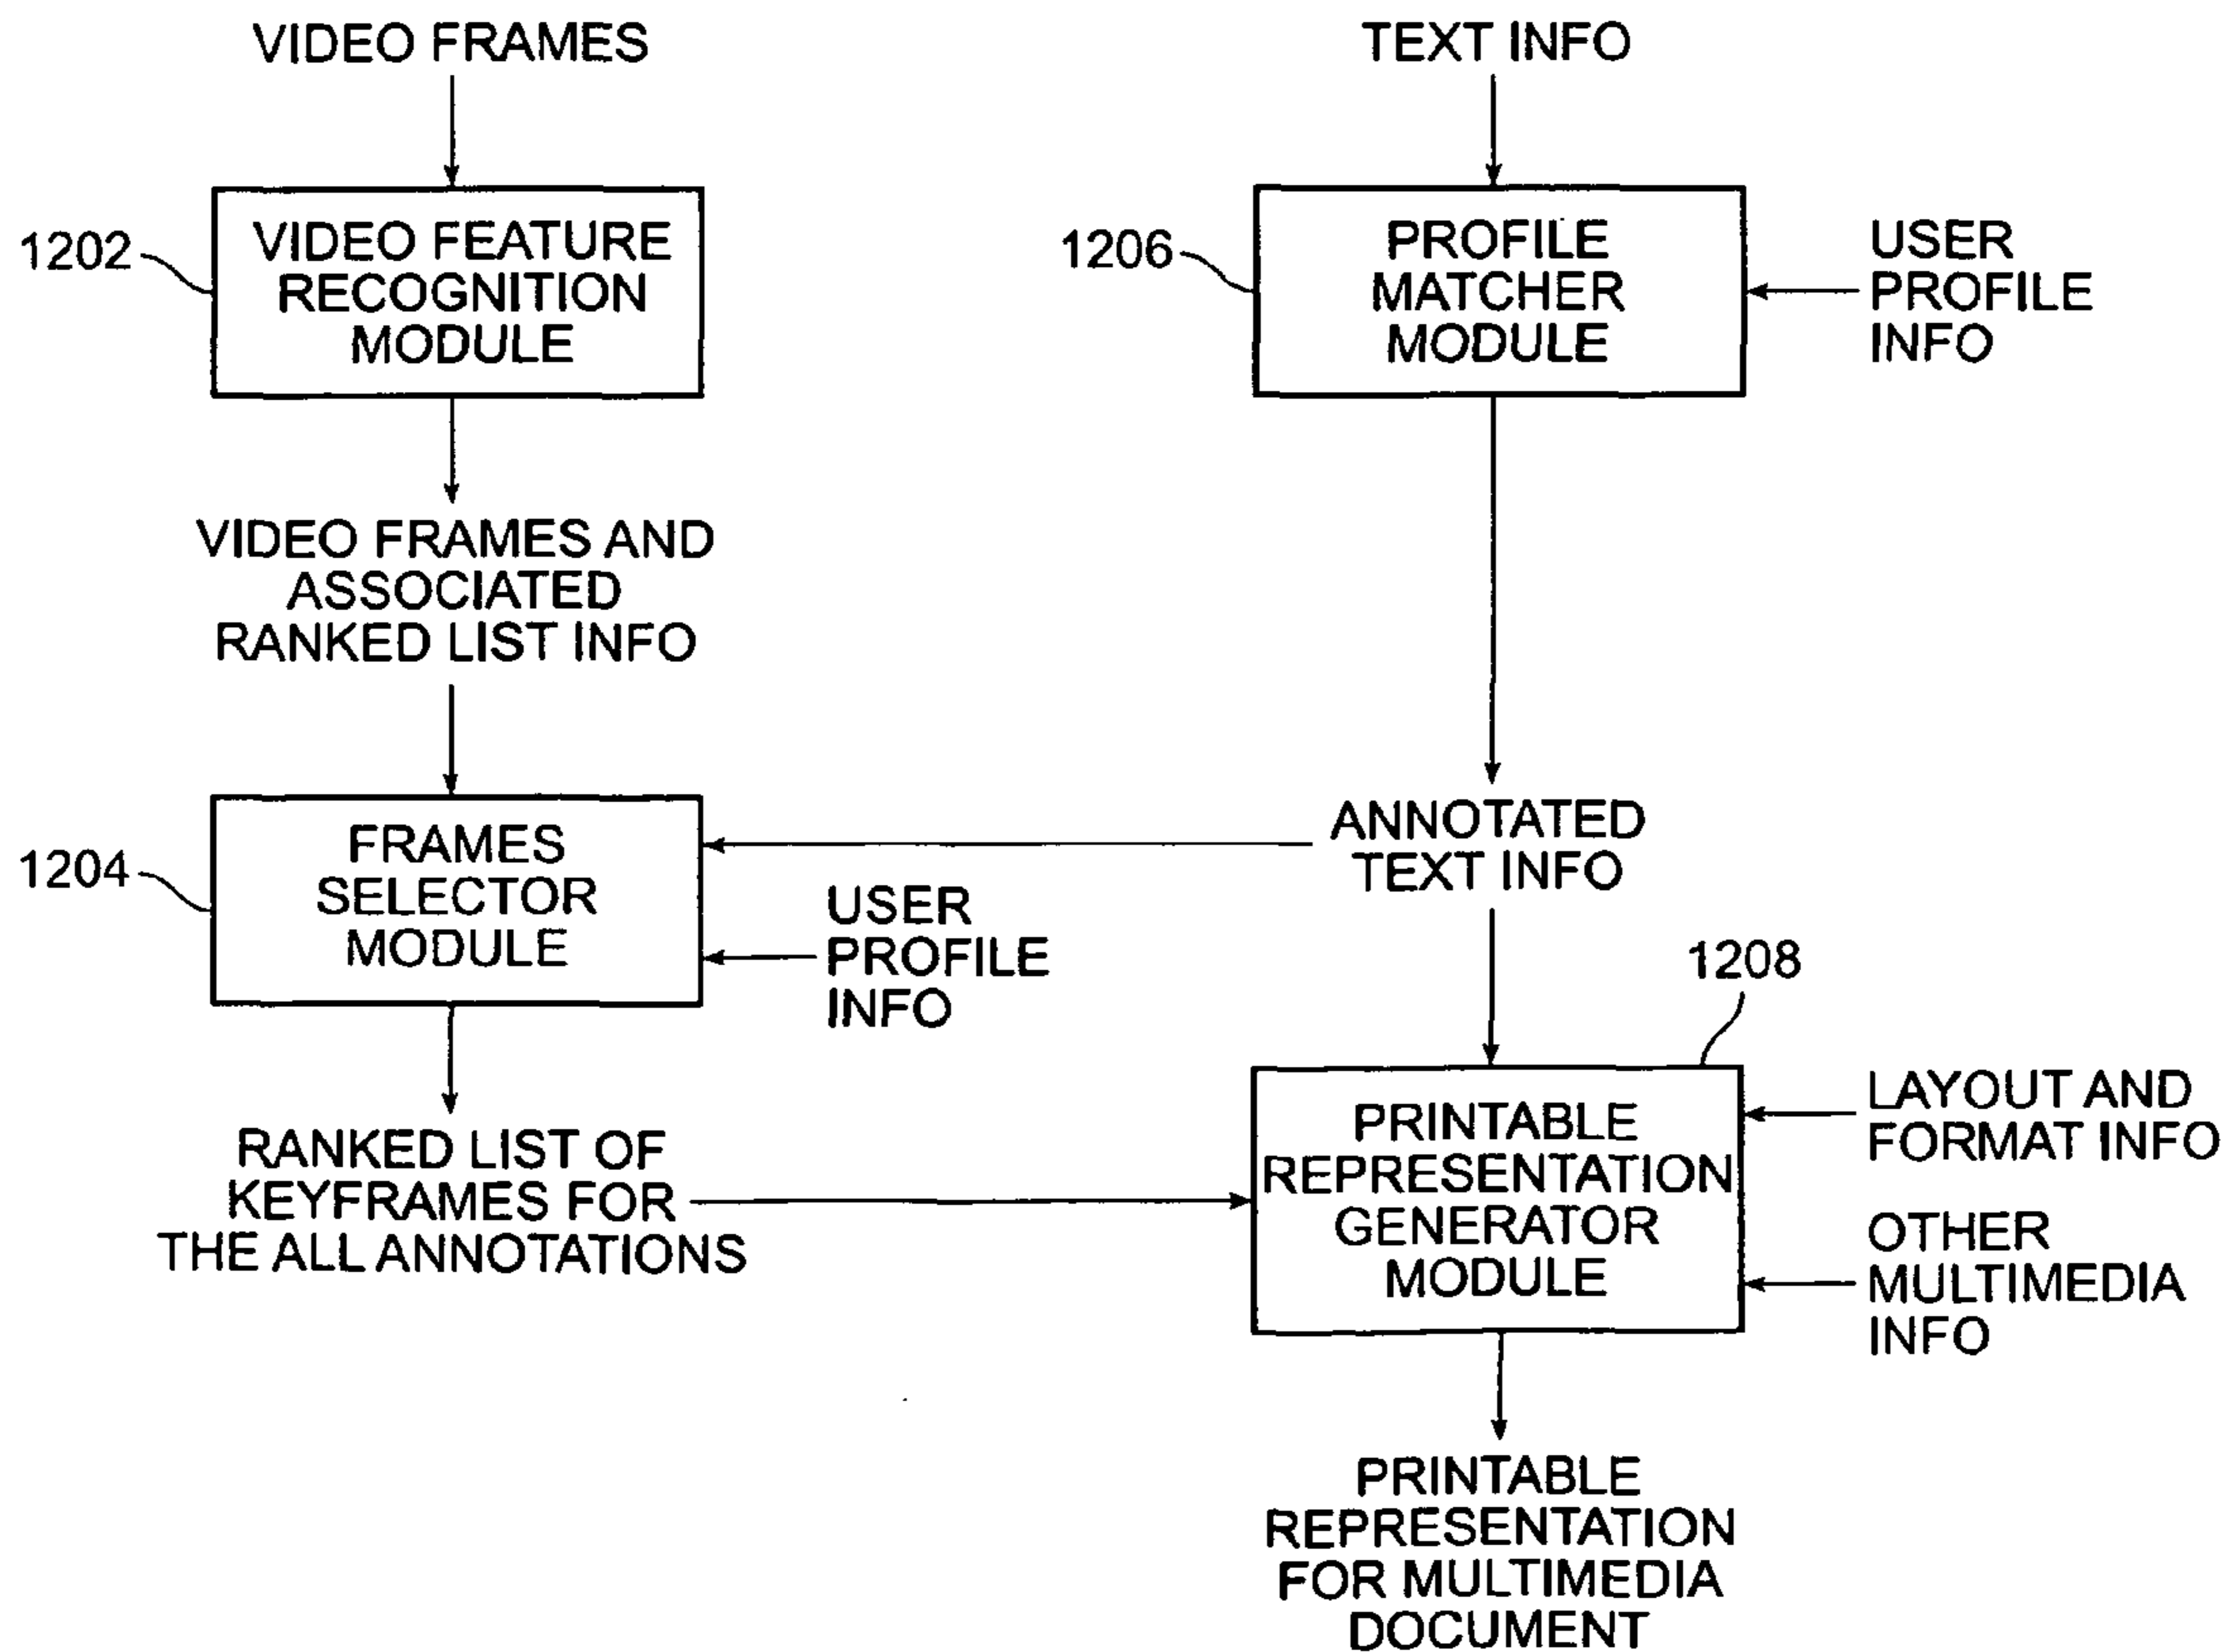 VIDEO FRAMES
TEXT INFO
1202
VIDEO FEATURE
RECOGNITION
MODULE
1206
PROFILE
MATCHER
MODULE
USER
PROFILE
INFO
VIDEO FRAMES AND
ASSOCIATED
RANKED LIST INFO
1204
FRAMES
SELECTOR
MODULE
USER
PROFILE
INFO
ANNOTATED
TEXT INFO
1208
RANKED LIST OF
KEYFRAMES FOR
THE ALL ANNOTATIONS
PRINTABLE
REPRESENTATION
GENERATOR
MODULE
LAYOUT AND
FORMAT INFO
OTHER
MULTIMEDIA
INFO
PRINTABLE
REPRESENTATION
FOR MULTIMEDIA
DOCUMENT